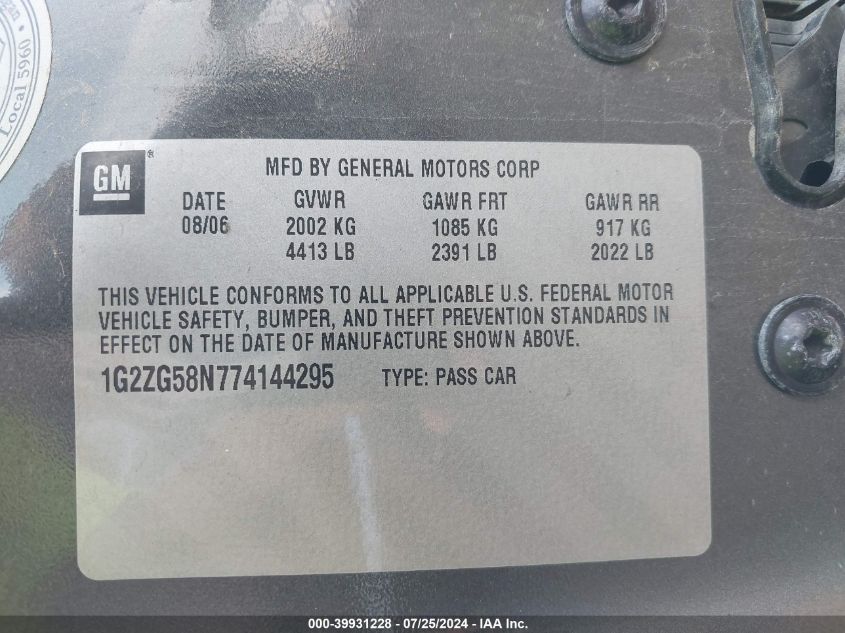 Local 5960
GM ®
MFD BY GENERAL MOTORS CORP
DATE GVWR GAWR FRT GAWR RR
08/06 2002 KG 1085 KG 917 KG
4413 LB 2391 LB 2022 LB
THIS VEHICLE CONFORMS TO ALL APPLICABLE U.S. FEDERAL MOTOR
VEHICLE SAFETY, BUMPER, AND THEFT PREVENTION STANDARDS IN
EFFECT ON THE DATE OF MANUFACTURE SHOWN ABOVE.
1G2ZG58N774144295 TYPE: PASS CAR
000-39931228 - 07/25/2024 - IAA Inc.